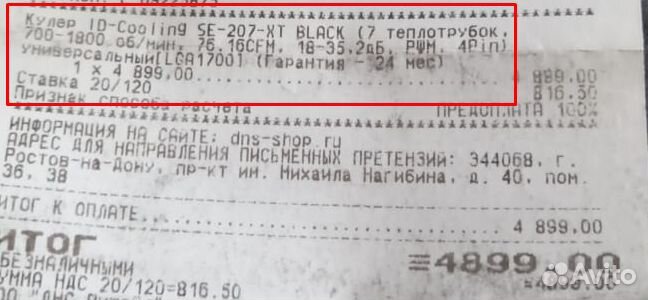 Кулер ID-Cooling SE-207-XT BLACK (7 теплотрубок,
700-1800 об/мин, 76.16CFM, 18-35.2дБ, PWM, 4Pin)
универсальный[LGA1700] (Гарантия - 24 мес)
1 x 4 899.00.................... 4 899.00
Ставка 20/120 816.50
Признак способа расчета ПРЕДОПЛАТА 100%
ИНФОРМАЦИЯ НА САЙТЕ: dns-shop.ru
АДРЕС ДЛЯ НАПРАВЛЕНИЯ ПИСЬМЕННЫХ ПРЕТЕНЗИЙ: 344068, г.
Ростов-на-Дону, пр-кт им. Михаила Нагибина, д. 40, пом.
36, 38
ИТОГ К ОПЛАТЕ.................... 4 899.00
ИТОГ ≡4899.00
БЕЗНАЛИЧНЫМИ ≡4899.00
СУММА НДС 20/120=816.50
Avito